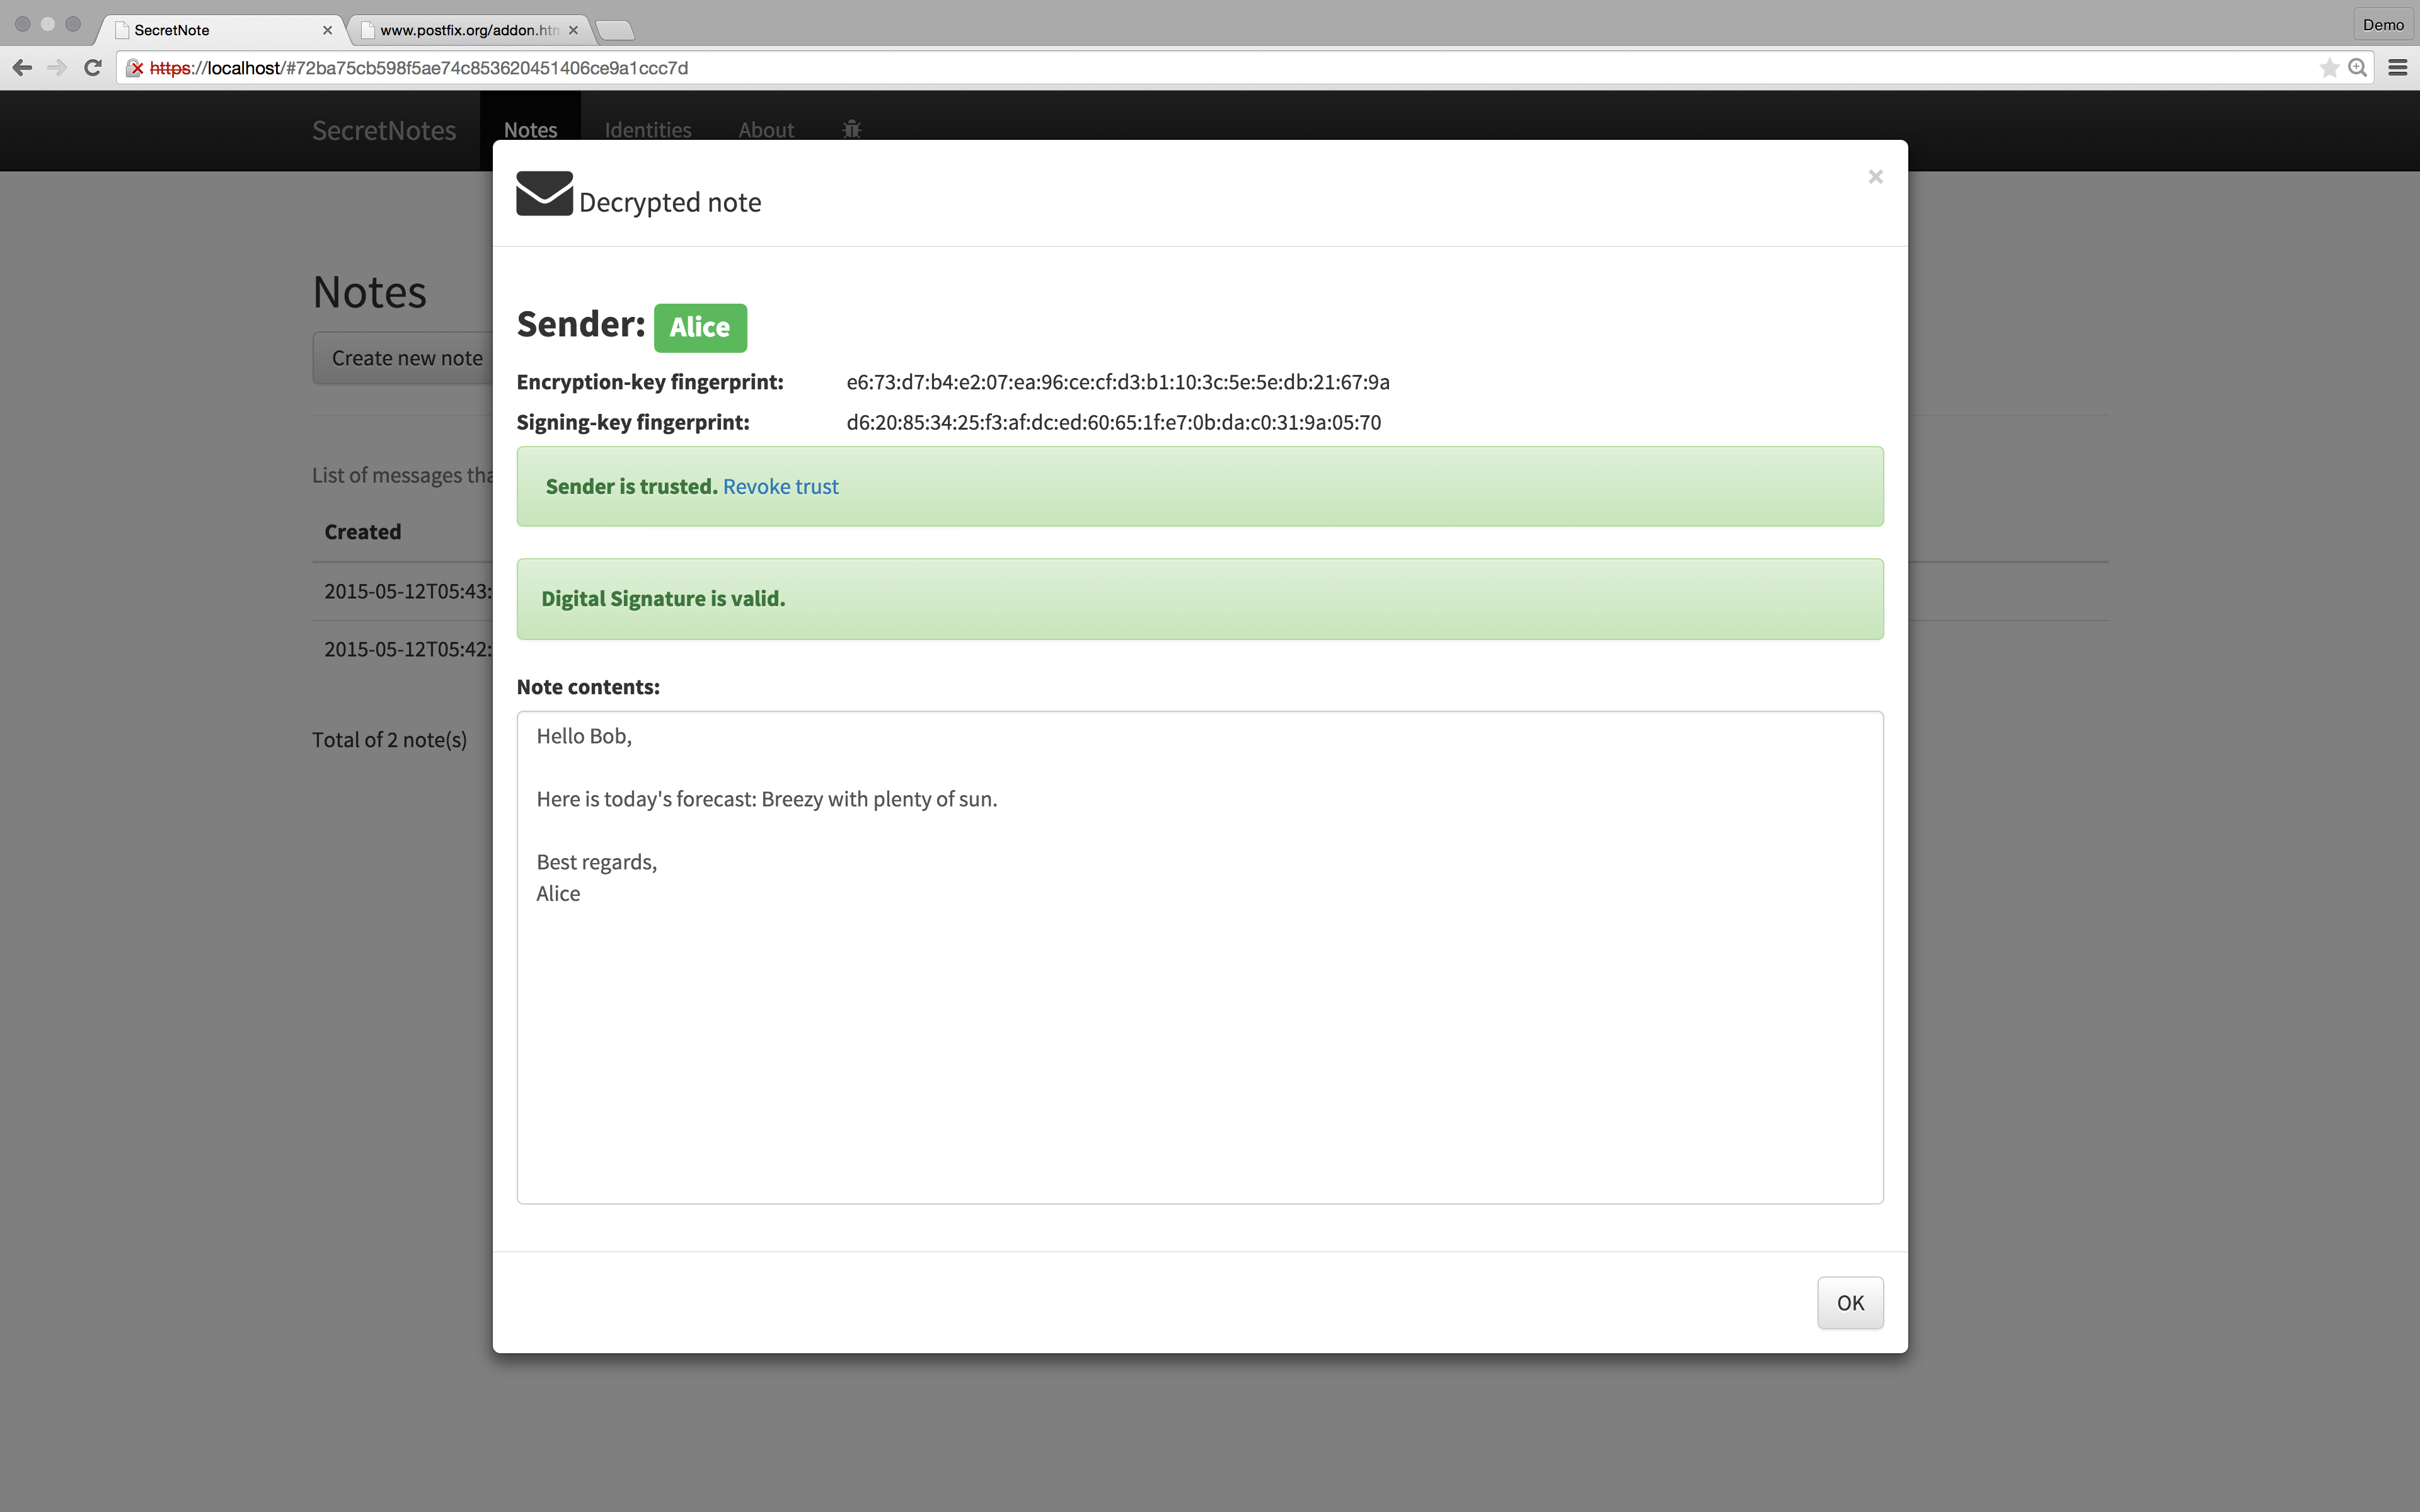 SecretNote
www.postfix.org/addon.htm
Demo
https://localhost/#72ba75cb598f5ae74c853620451406ce9a1ccc7d
SecretNotes Notes Identities About
Decrypted note
×
Notes
Create new note
List of messages tha
Created
2015-05-12T05:43:
2015-05-12T05:42:
Total of 2 note(s)
Sender: Alice
Encryption-key fingerprint: e6:73:d7:b4:e2:07:ea:96:ce:cf:d3:b1:10:3c:5e:5e:db:21:67:9a
Signing-key fingerprint: d6:20:85:34:25:f3:af:dc:ed:60:65:1f:e7:0b:da:c0:31:9a:05:70
Sender is trusted. Revoke trust
Digital Signature is valid.
Note contents:
Hello Bob,
Here is today's forecast: Breezy with plenty of sun.
Best regards,
Alice
OK